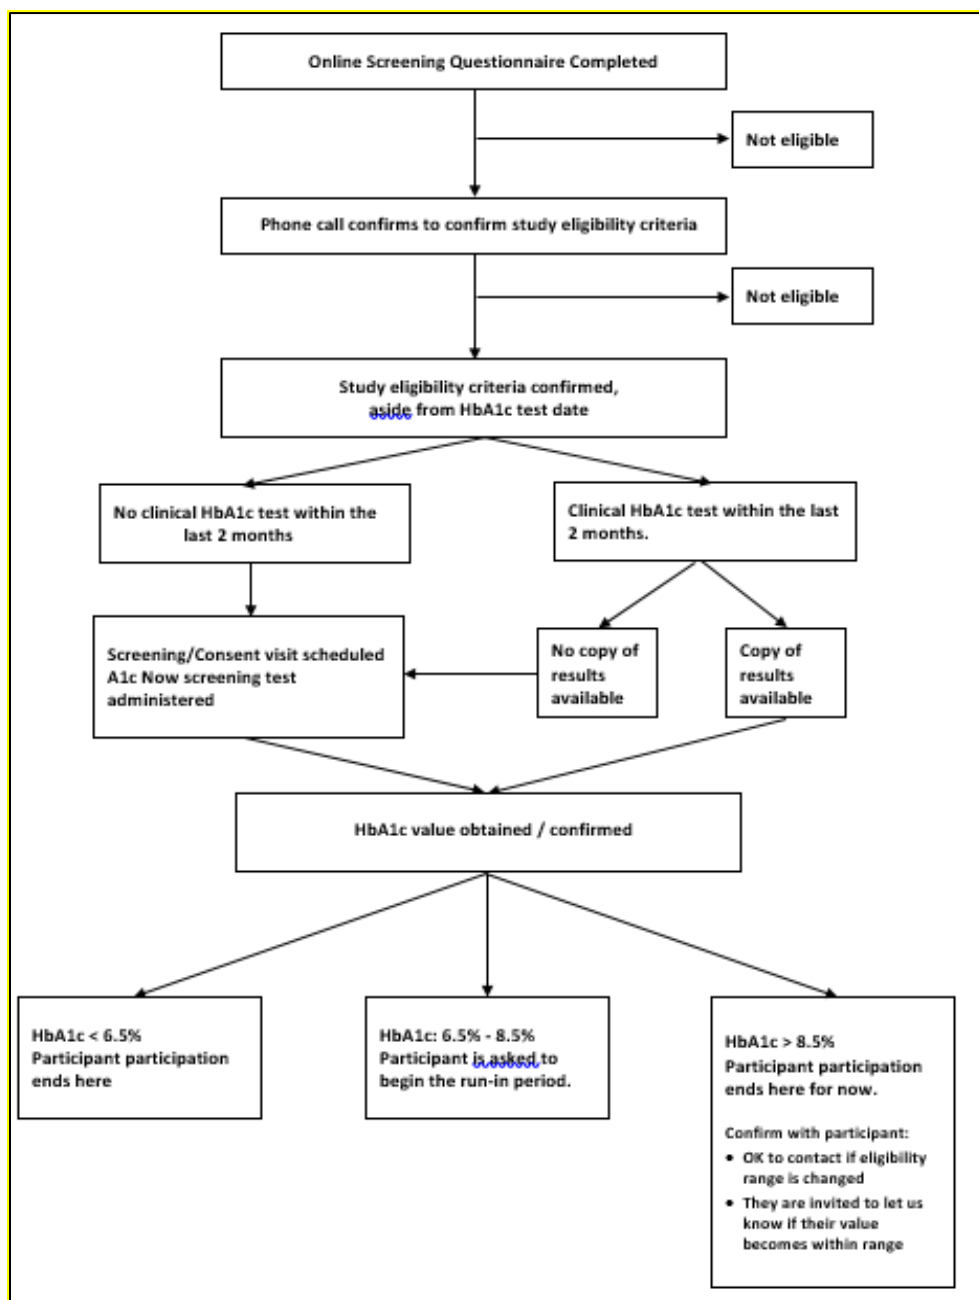 Online Screening Questionnaire Completed
Not eligible
Phone call confirms to confirm study eligibility criteria
Not eligible
Study eligibility criteria confirmed,
aside from HbA1c test date
No clinical HbA1c test within the
last 2 months
Clinical HbA1c test within the last
2 months.
Screening/Consent visit scheduled
A1c Now screening test
administered
No copy of
results
available
Copy of
results
available
HbA1c value obtained / confirmed
HbA1c < 6.5%
Participant participation
ends here
HbA1c: 6.5% - 8.5%
Participant is asked to
begin the run-in period.
HbA1c > 8.5%
Participant participation
ends here for now.
Confirm with participant:
• OK to contact if eligibility
range is changed
• They are invited to let us
know if their value
becomes within range